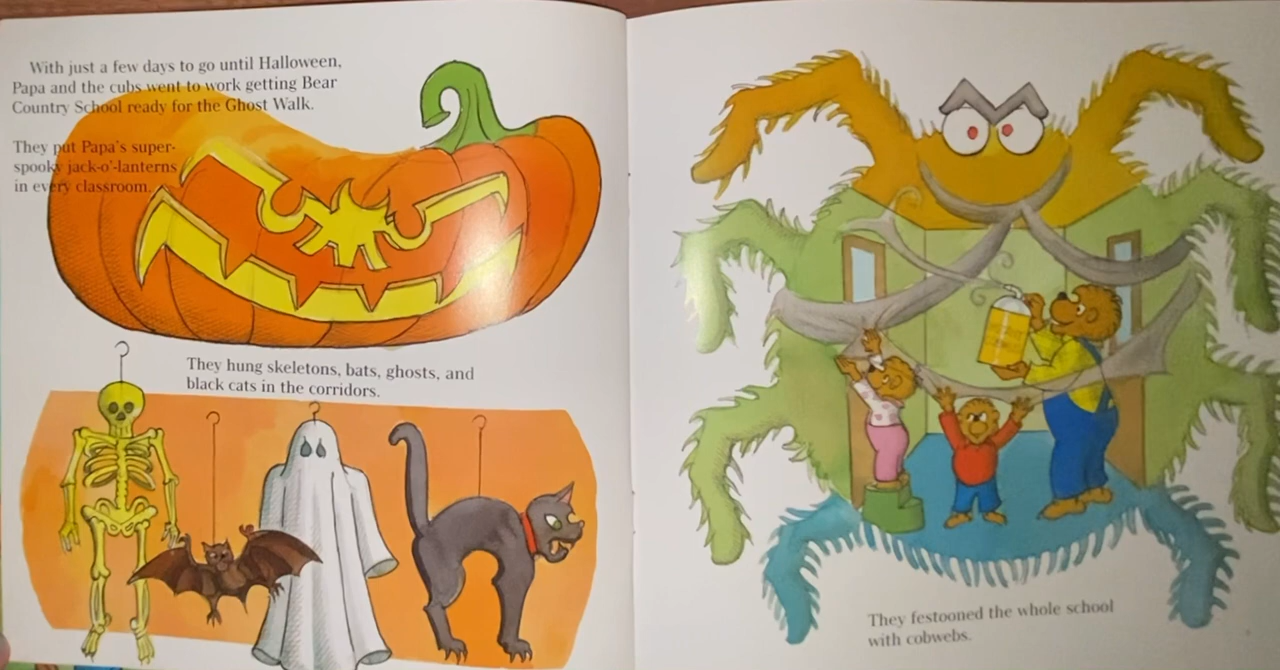 With just a few days to go until Halloween,
Papa and the cubs went to work getting Bear
Country School ready for the Ghost Walk.
They put Papa's super-
spooky jack-o'-lanterns
in every classroom.
They hung skeletons, bats, ghosts, and
black cats in the corridors.
They festooned the whole school
with cobwebs.